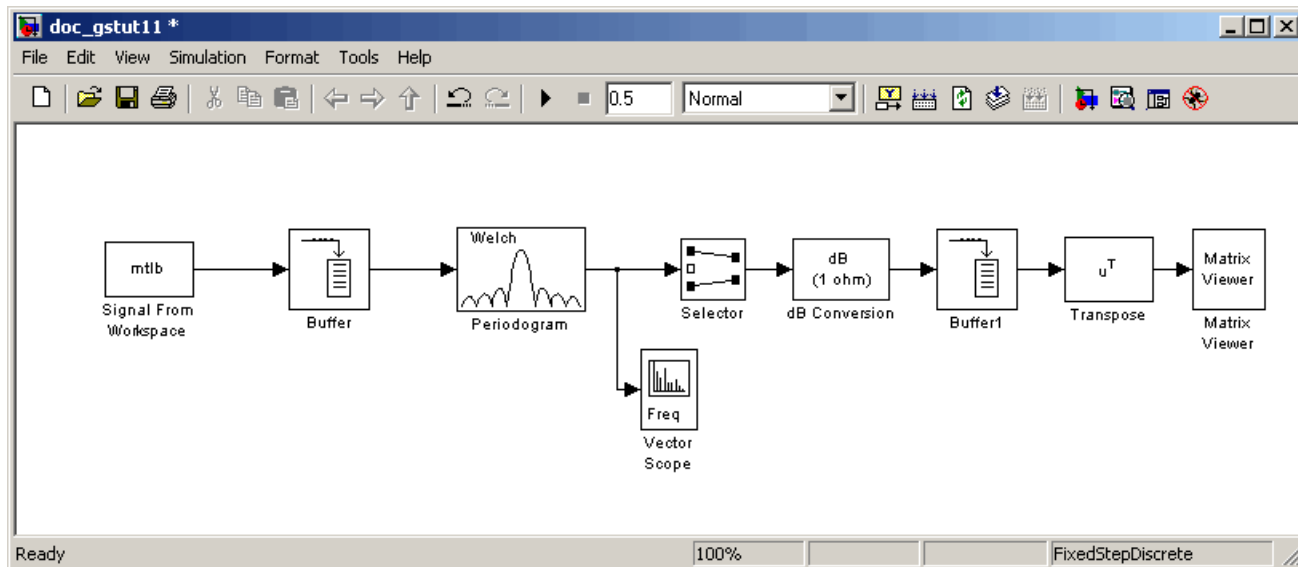 doc_gstut11 *
File Edit View Simulation Format Tools Help
0.5 Normal
mtlb
Signal From
Workspace
Buffer
Welch
Periodogram
Selector
dB
(1 ohm)
dB Conversion
Buffer1
uT
Transpose
Matrix
Viewer
Matrix
Viewer
Freq
Vector
Scope
Ready 100% FixedStepDiscrete